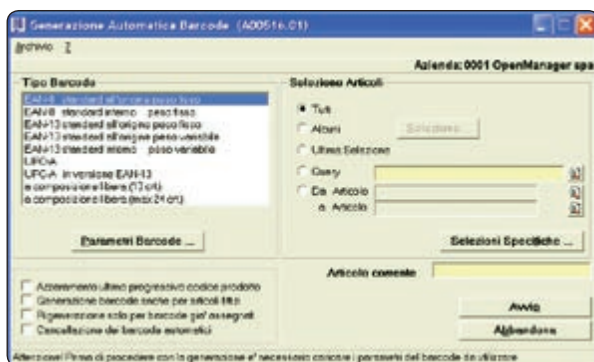 Generazione Automatica Barcode (A00516.01)
Archivio ?
Azienda: 0001 OpenManager spa
Tipo Barcode
EAN-8 standard all'origine peso fisso
EAN-8 standard interno peso fisso
EAN-13 standard all'origine peso fisso
EAN-13 standard all'origine peso variabile
EAN-13 standard interno peso variabile
UPC-A
UPC-A in versione EAN-13
a composizione libera (13 crt)
a composizione libera (max 24 crt)
Parametri Barcode ...
Selezione Articoli
Tutti
Alcuni
Seleziona
Ultima Selezione
Query
Da Articolo
a Articolo
Selezioni Specifiche ...
Azzeramento ultimo progressivo codice prodotto
Generazione barcode anche per articoli fittizi
Rigenerazione solo per barcode gia' assegnati
Cancellazione dei barcode automatici
Articolo corrente
Avvio
Abbandona
Attenzione! Prima di procedere con la generazione e' necessario caricare i parametri del barcode da utilizzare